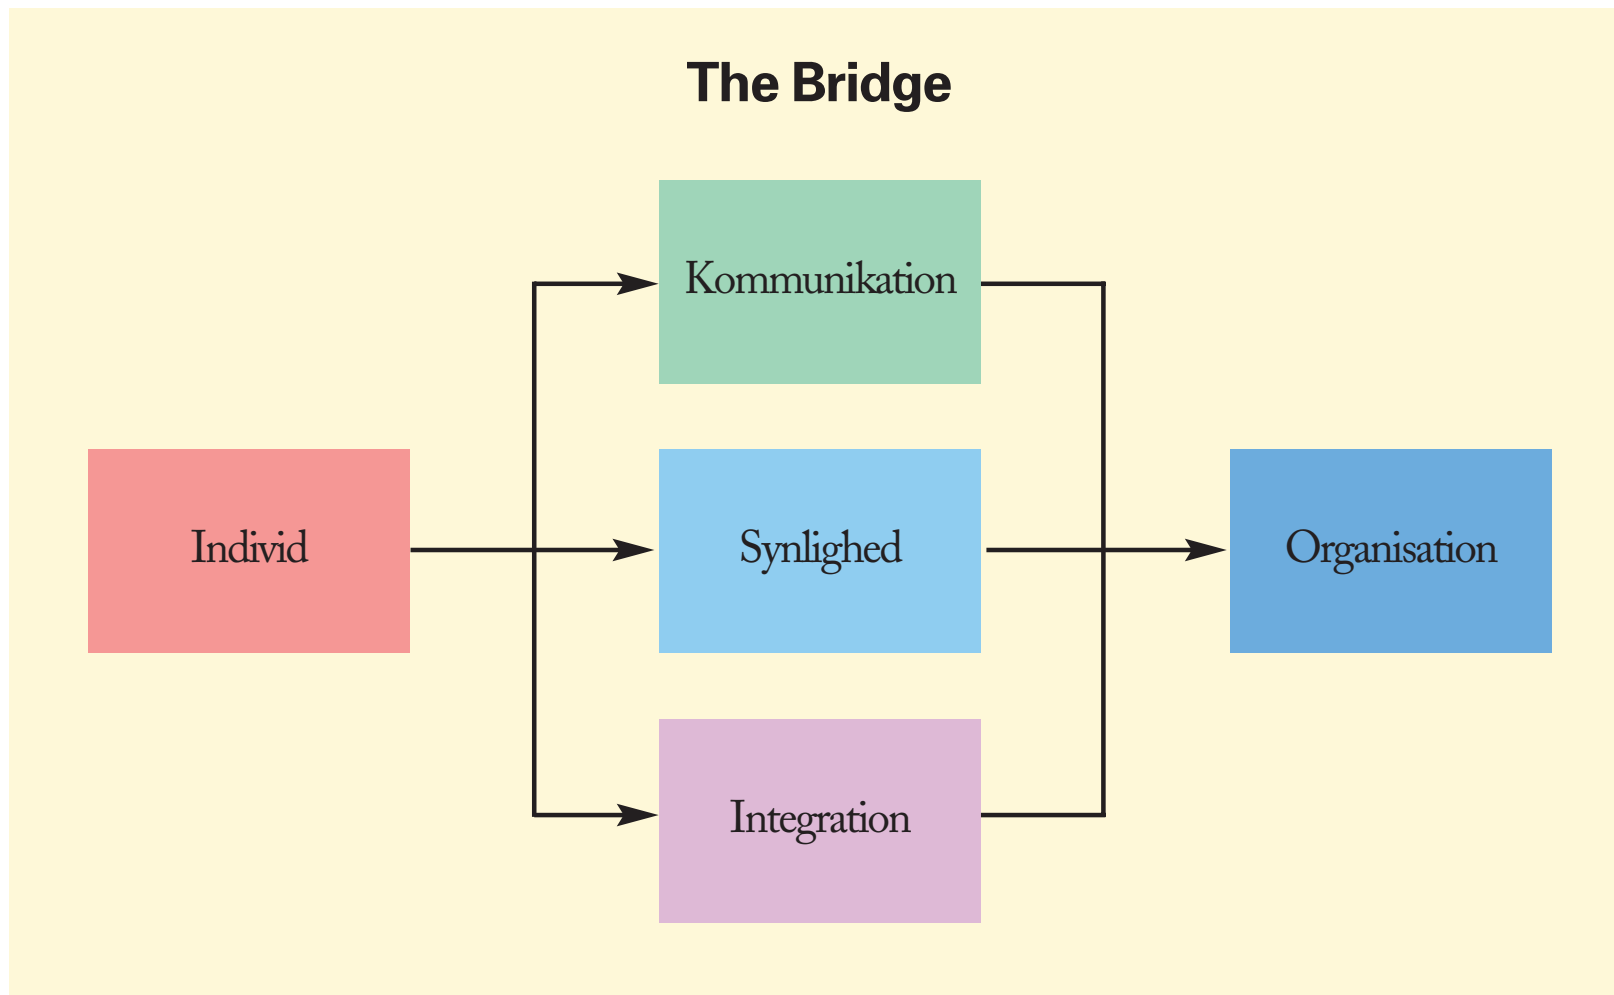 The Bridge
Kommunikation
Individ
Synlighed
Organisation
Integration